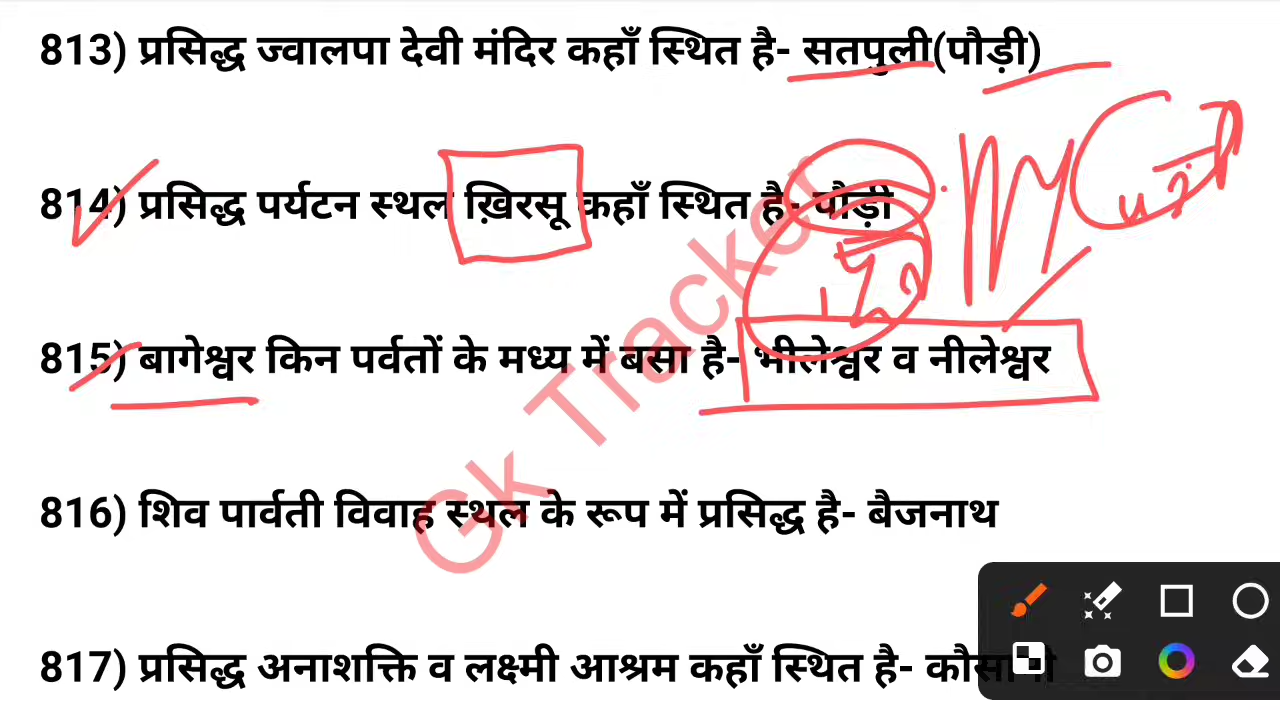 813) प्रसिद्ध ज्वालपा देवी मंदिर कहाँ स्थित है- सतपुली(पौड़ी)
814) प्रसिद्ध पर्यटन स्थल ख़िरसू कहाँ स्थित है- पौड़ी
815) बागेश्वर किन पर्वतों के मध्य में बसा है- भीलेश्वर व नीलेश्वर
816) शिव पार्वती विवाह स्थल के रूप में प्रसिद्ध है- बैजनाथ
817) प्रसिद्ध अनाशक्ति व लक्ष्मी आश्रम कहाँ स्थित है- कौसानी
Gk Tracker